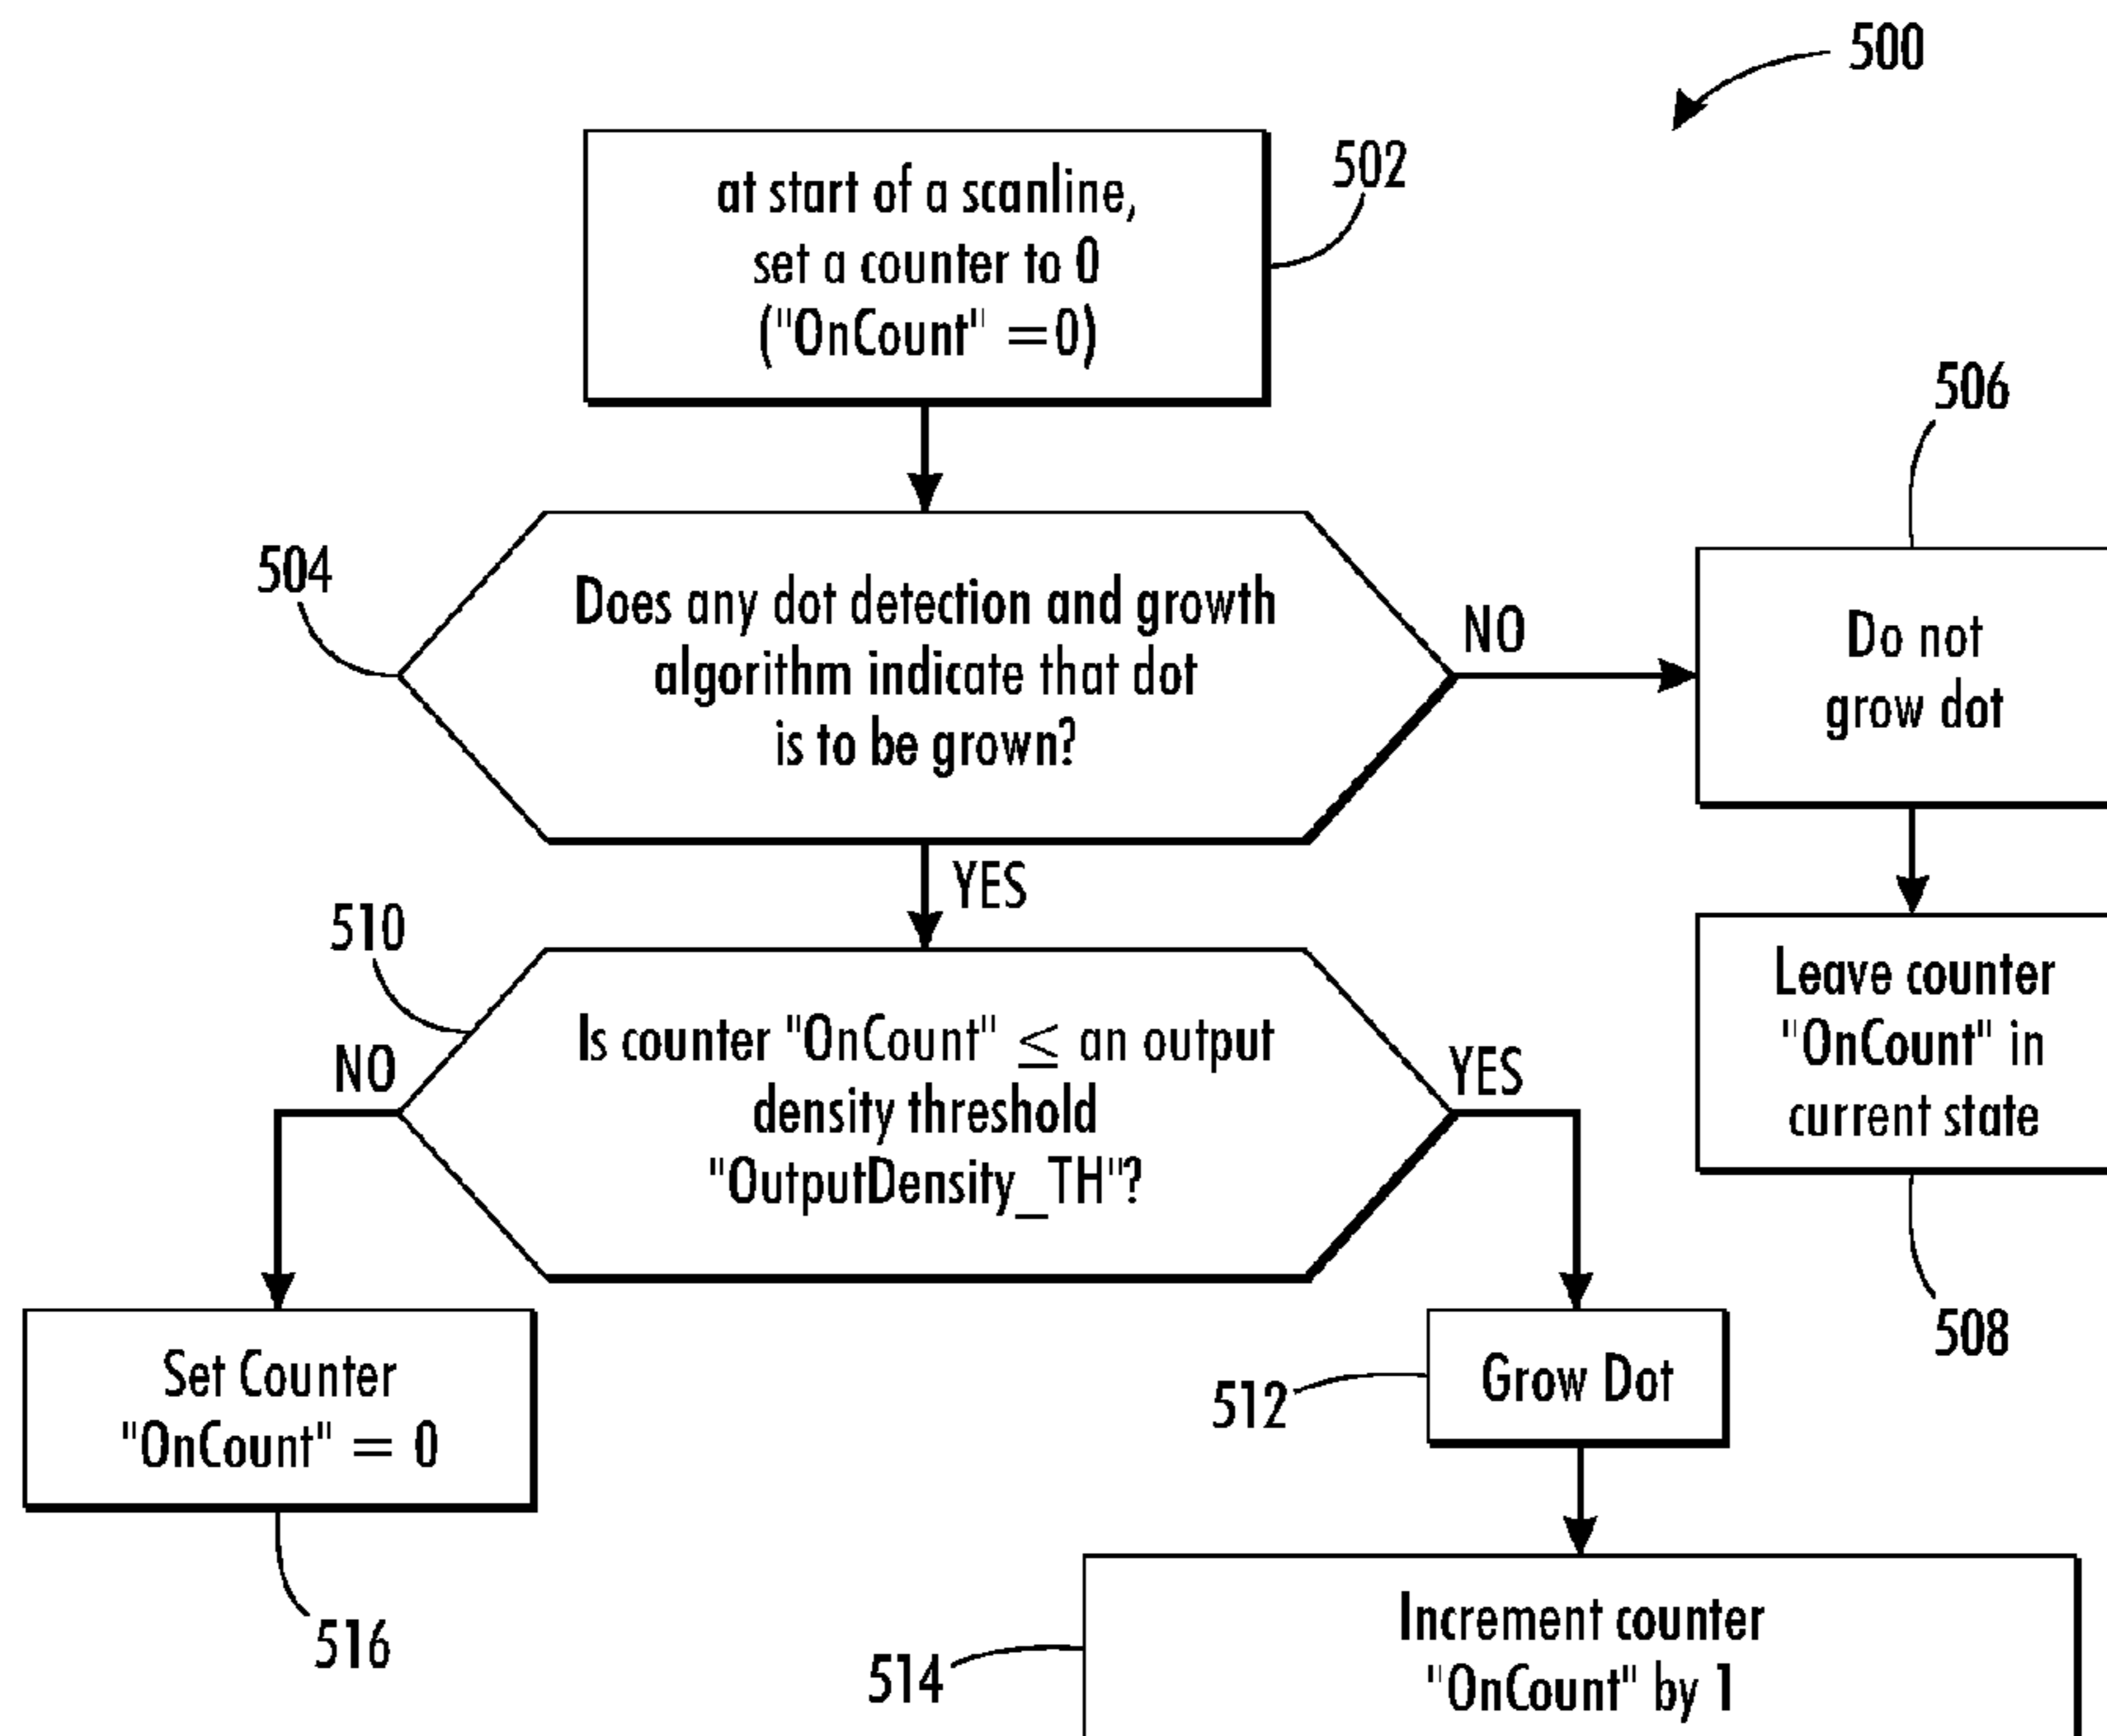 500
at start of a scanline,
set a counter to 0
("OnCount" =0)
502
504
Does any dot detection and growth
algorithm indicate that dot
is to be grown?
NO
506
Do not
grow dot
YES
Leave counter
"OnCount" in
current state
508
510
Is counter "OnCount" ≤ an output
density threshold
"OutputDensity_TH"?
NO
YES
Set Counter
"OnCount" = 0
516
512
Grow Dot
514
Increment counter
"OnCount" by 1